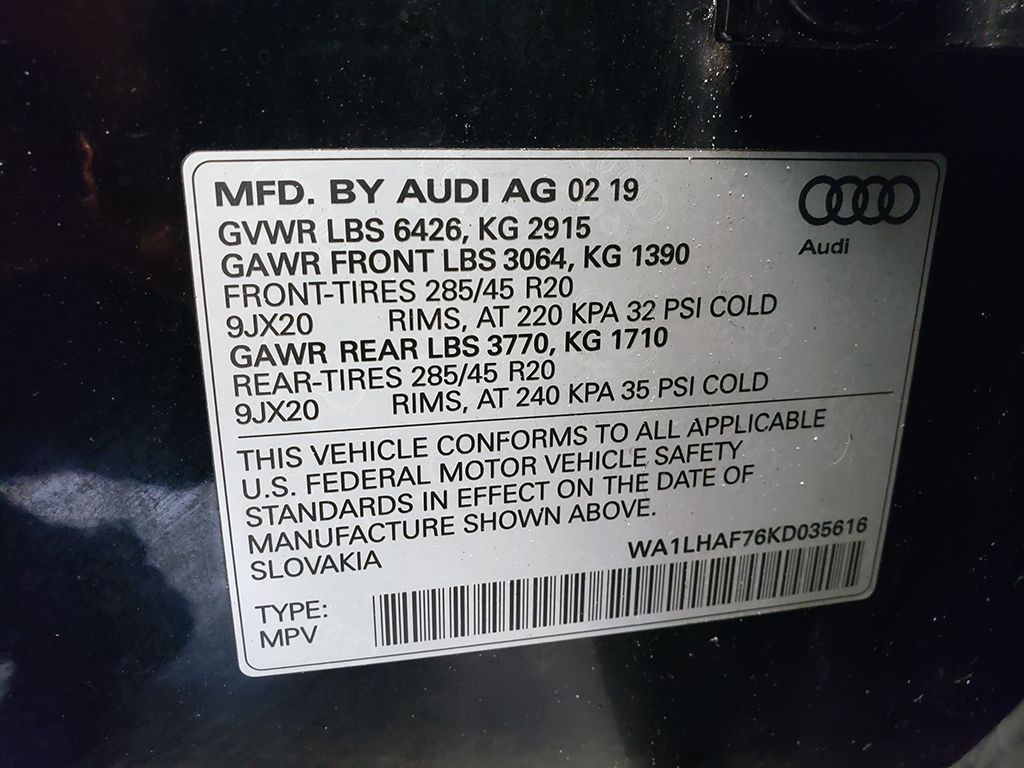 MFD. BY AUDI AG 02 19
Audi
GVWR LBS 6426, KG 2915
GAWR FRONT LBS 3064, KG 1390
FRONT-TIRES 285/45 R20
9JX20 RIMS, AT 220 KPA 32 PSI COLD
GAWR REAR LBS 3770, KG 1710
REAR-TIRES 285/45 R20
9JX20 RIMS, AT 240 KPA 35 PSI COLD
THIS VEHICLE CONFORMS TO ALL APPLICABLE
U.S. FEDERAL MOTOR VEHICLE SAFETY
STANDARDS IN EFFECT ON THE DATE OF
MANUFACTURE SHOWN ABOVE.
SLOVAKIA
WA1LHAF76KD035616
TYPE:
MPV